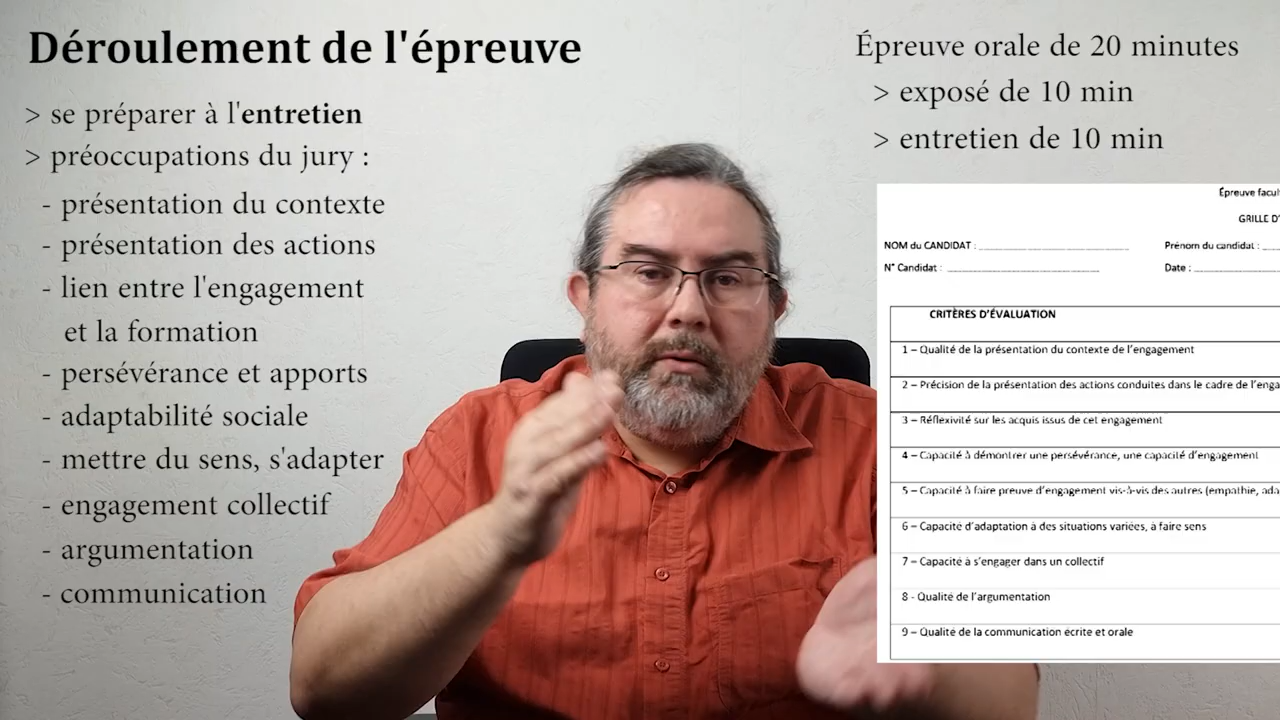 Déroulement de l'épreuve
> se préparer à l'entretien
> préoccupations du jury :
- présentation du contexte
- présentation des actions
- lien entre l'engagement
et la formation
- persévérance et apports
- adaptabilité sociale
- mettre du sens, s'adapter
- engagement collectif
- argumentation
- communication
Épreuve orale de 20 minutes
> exposé de 10 min
> entretien de 10 min
Épreuve facul
GRILLE D'
NOM du CANDIDAT :
Prénom du candidat :
N° Candidat :
Date :
CRITÈRES D'ÉVALUATION
1 – Qualité de la présentation du contexte de l'engagement
2 – Précision de la présentation des actions conduites dans le cadre de l'enga
3 – Réflexivité sur les acquis issus de cet engagement
4 – Capacité à démontrer une persévérance, une capacité d'engagement
5 – Capacité à faire preuve d'engagement vis-à-vis des autres (empathie, ada
6 – Capacité d'adaptation à des situations variées, à faire sens
7 – Capacité à s'engager dans un collectif
8 - Qualité de l'argumentation
9 – Qualité de la communication écrite et orale